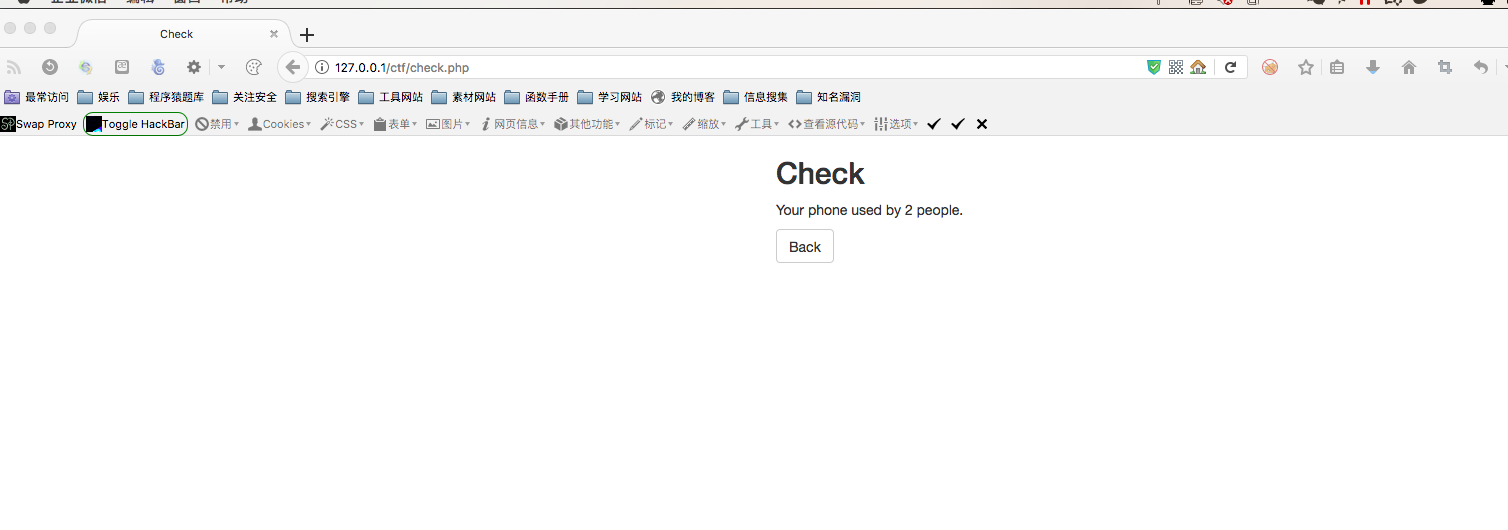 Check
127.0.0.1/ctf/check.php
最常访问 娱乐 程序猿题库 关注安全 搜索引擎 工具网站 素材网站 函数手册 学习网站 我的博客 信息搜集 知名漏洞
Swap Proxy Toggle HackBar 禁用 Cookies CSS 表单 图片 网页信息 其他功能 标记 缩放 工具 查看源代码 选项
Check
Your phone used by 2 people.
Back